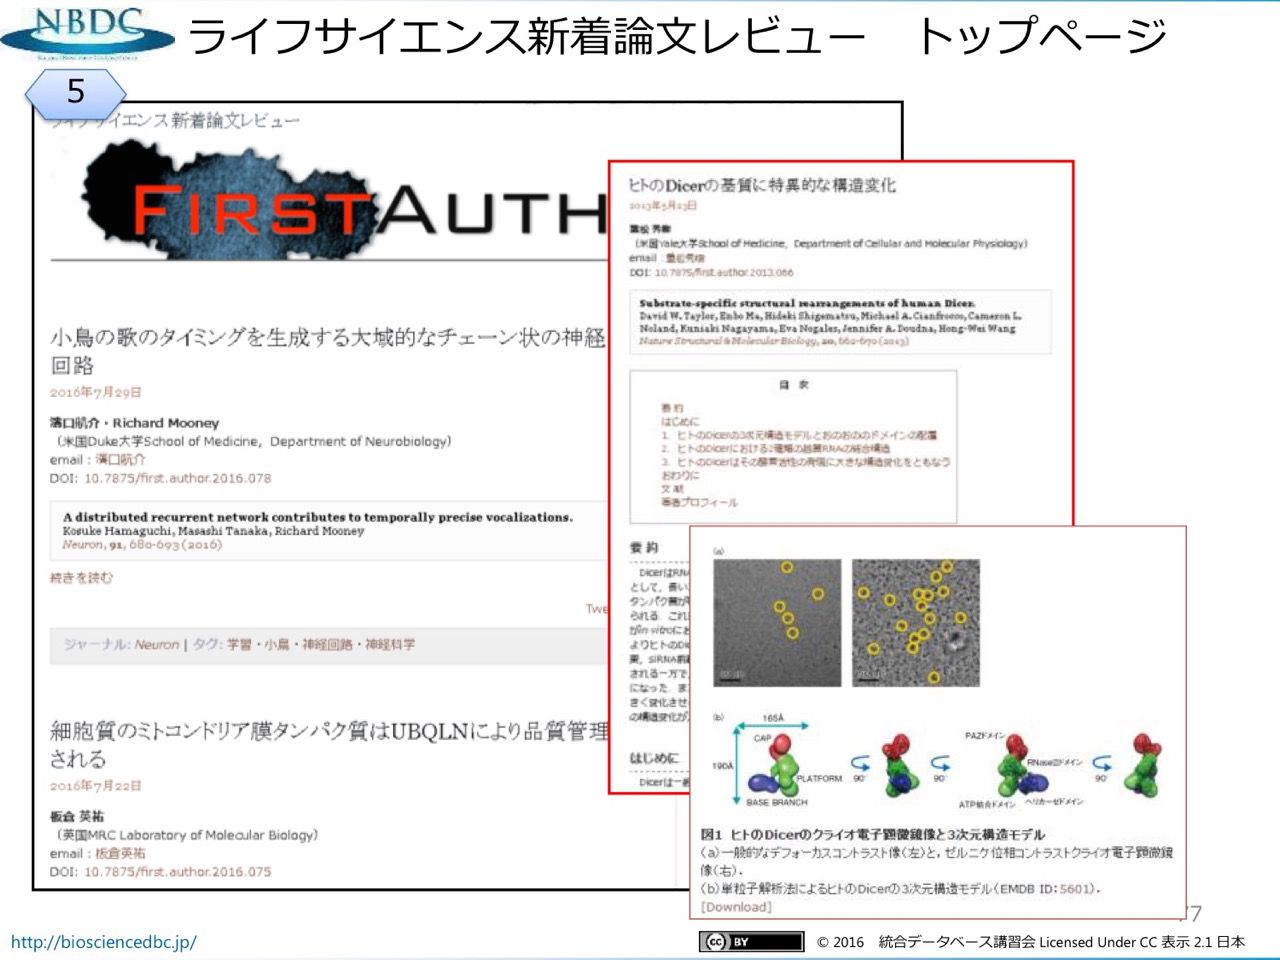 NBDC
ライフサイエンス新着論文レビュー　トップページ
5
ライフサイエンス新着論文レビュー
FIRSTAUTH
小鳥の歌のタイミングを生成する大域的なチェーン状の神経
回路
2016年7月29日
濱口航介・Richard Mooney
（米国Duke大学School of Medicine, Department of Neurobiology）
email：濱口航介
DOI: 10.7875/first.author.2016.078
A distributed recurrent network contributes to temporally precise vocalizations.
Kosuke Hamaguchi, Masashi Tanaka, Richard Mooney
Neuron, 91, 680-693 (2016)
続きを読む
Twe
ジャーナル: Neuron | タグ: 学習・小鳥・神経回路・神経科学
細胞質のミトコンドリア膜タンパク質はUBQLNにより品質管理
される
2016年7月22日
板倉英祐
（英国MRC Laboratory of Molecular Biology）
email：板倉英祐
DOI: 10.7875/first.author.2016.075
ヒトのDicerの基質に特異的な構造変化
2013年5月23日
重松秀樹
（米国Yale大学School of Medicine, Department of Cellular and Molecular Physiology）
email：重松秀樹
DOI: 10.7875/first.author.2013.066
Substrate-specific structural rearrangements of human Dicer.
David W. Taylor, Enbo Ma, Hideki Shigematsu, Michael A. Cianfrocco, Cameron L.
Noland, Kuniaki Nagayama, Eva Nogales, Jennifer A. Doudna, Hong-Wei Wang
Nature Structural & Molecular Biology, 20, 662-670 (2013)
目 次
要 約
はじめに
1. ヒトのDicerの3次元構造モデルとおのおののドメインの配置
2. ヒトのDicerにおける2種類の基質RNAの結合構造
3. ヒトのDicerはその酵素活性の発現に大きな構造変化をともなう
おわりに
文 献
著者プロフィール
要 約
DicerはRNA
として，長い
タンパク質が
られる．これ
がin vitroにお
よりヒトのDi
果，siRNA前
される一方で，
になった．ま
きく変化させ
の構造変化が
はじめに
Dicerは一
(a)
(b)
165Å
190Å
CAP
PLATFORM
BASE BRANCH
90°
90°
PAZドメイン
RNaseⅢドメイン
ATP結合ドメイン
ヘリカーゼドメイン
90°
図1　ヒトのDicerのクライオ電子顕微鏡像と3次元構造モデル
(a)一般的なデフォーカスコントラスト像(左)と，ゼルニケ位相コントラストクライオ電子顕微鏡
像(右)．
(b)単粒子解析法によるヒトのDicerの3次元構造モデル(EMDB ID：5601)．
[Download]
77
http://biosciencedbc.jp/
CC BY
© 2016　統合データベース講習会 Licensed Under CC 表示 2.1 日本